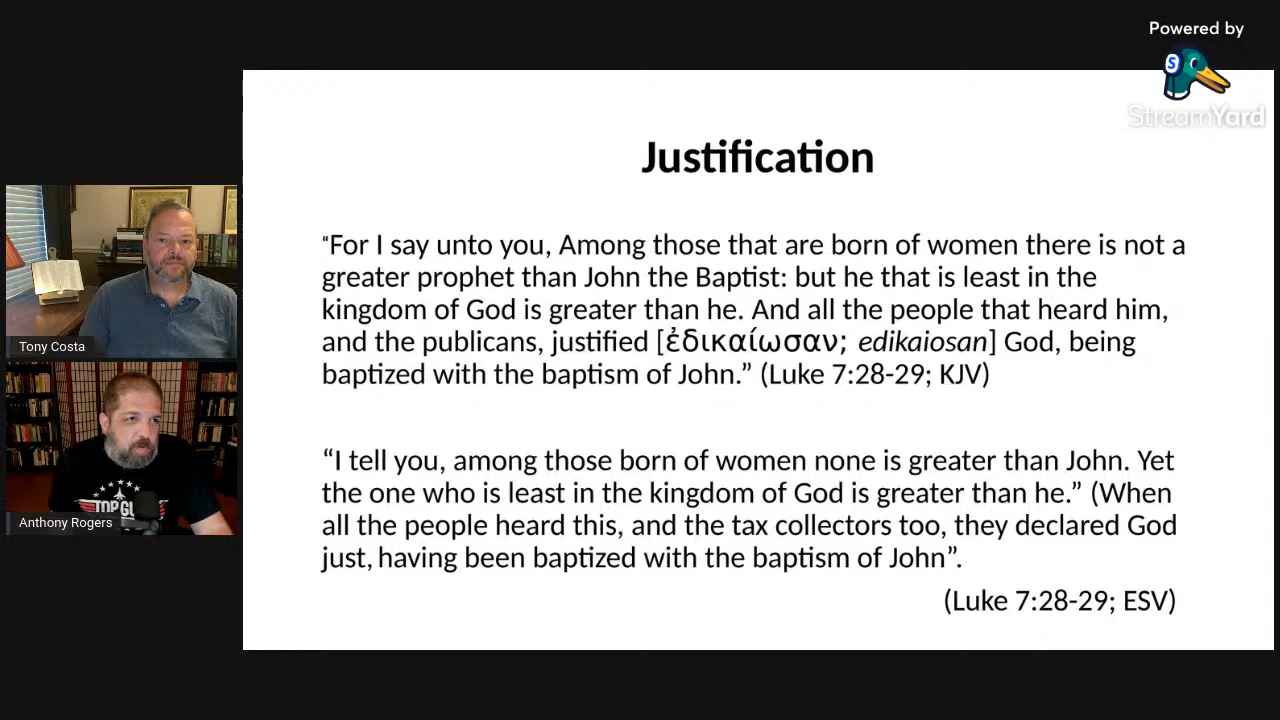 Powered by
StreamYard
Justification
“For I say unto you, Among those that are born of women there is not a
greater prophet than John the Baptist: but he that is least in the
kingdom of God is greater than he. And all the people that heard him,
and the publicans, justified [ἐδικαίωσαν; edikaiosan] God, being
baptized with the baptism of John.” (Luke 7:28-29; KJV)
“I tell you, among those born of women none is greater than John. Yet
the one who is least in the kingdom of God is greater than he.” (When
all the people heard this, and the tax collectors too, they declared God
just, having been baptized with the baptism of John”.
(Luke 7:28-29; ESV)
Tony Costa
TOP GU
Anthony Rogers